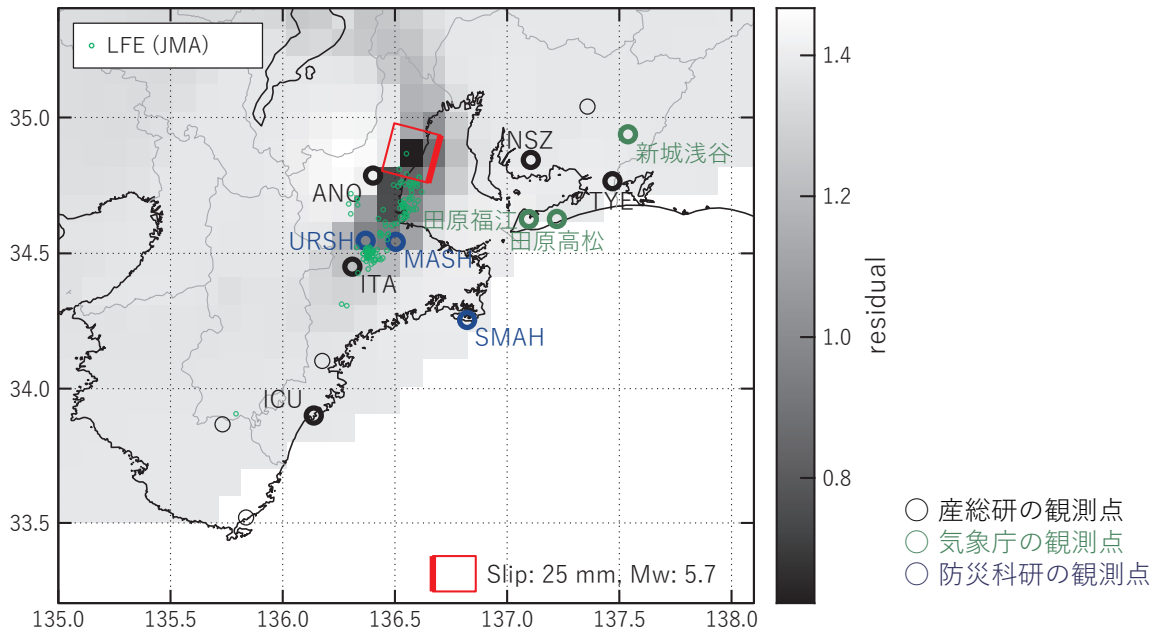 LFE (JMA)
35.0
34.5
34.0
33.5
135.0
135.5
136.0
136.5
137.0
137.5
138.0
NSZ
新城浅谷
ANO
TYE
田原福江
田原高松
URSH
MASH
ITA
SMAH
ICU
Slip: 25 mm, Mw: 5.7
1.4
1.2
1.0
0.8
residual
産総研の観測点
気象庁の観測点
防災科研の観測点